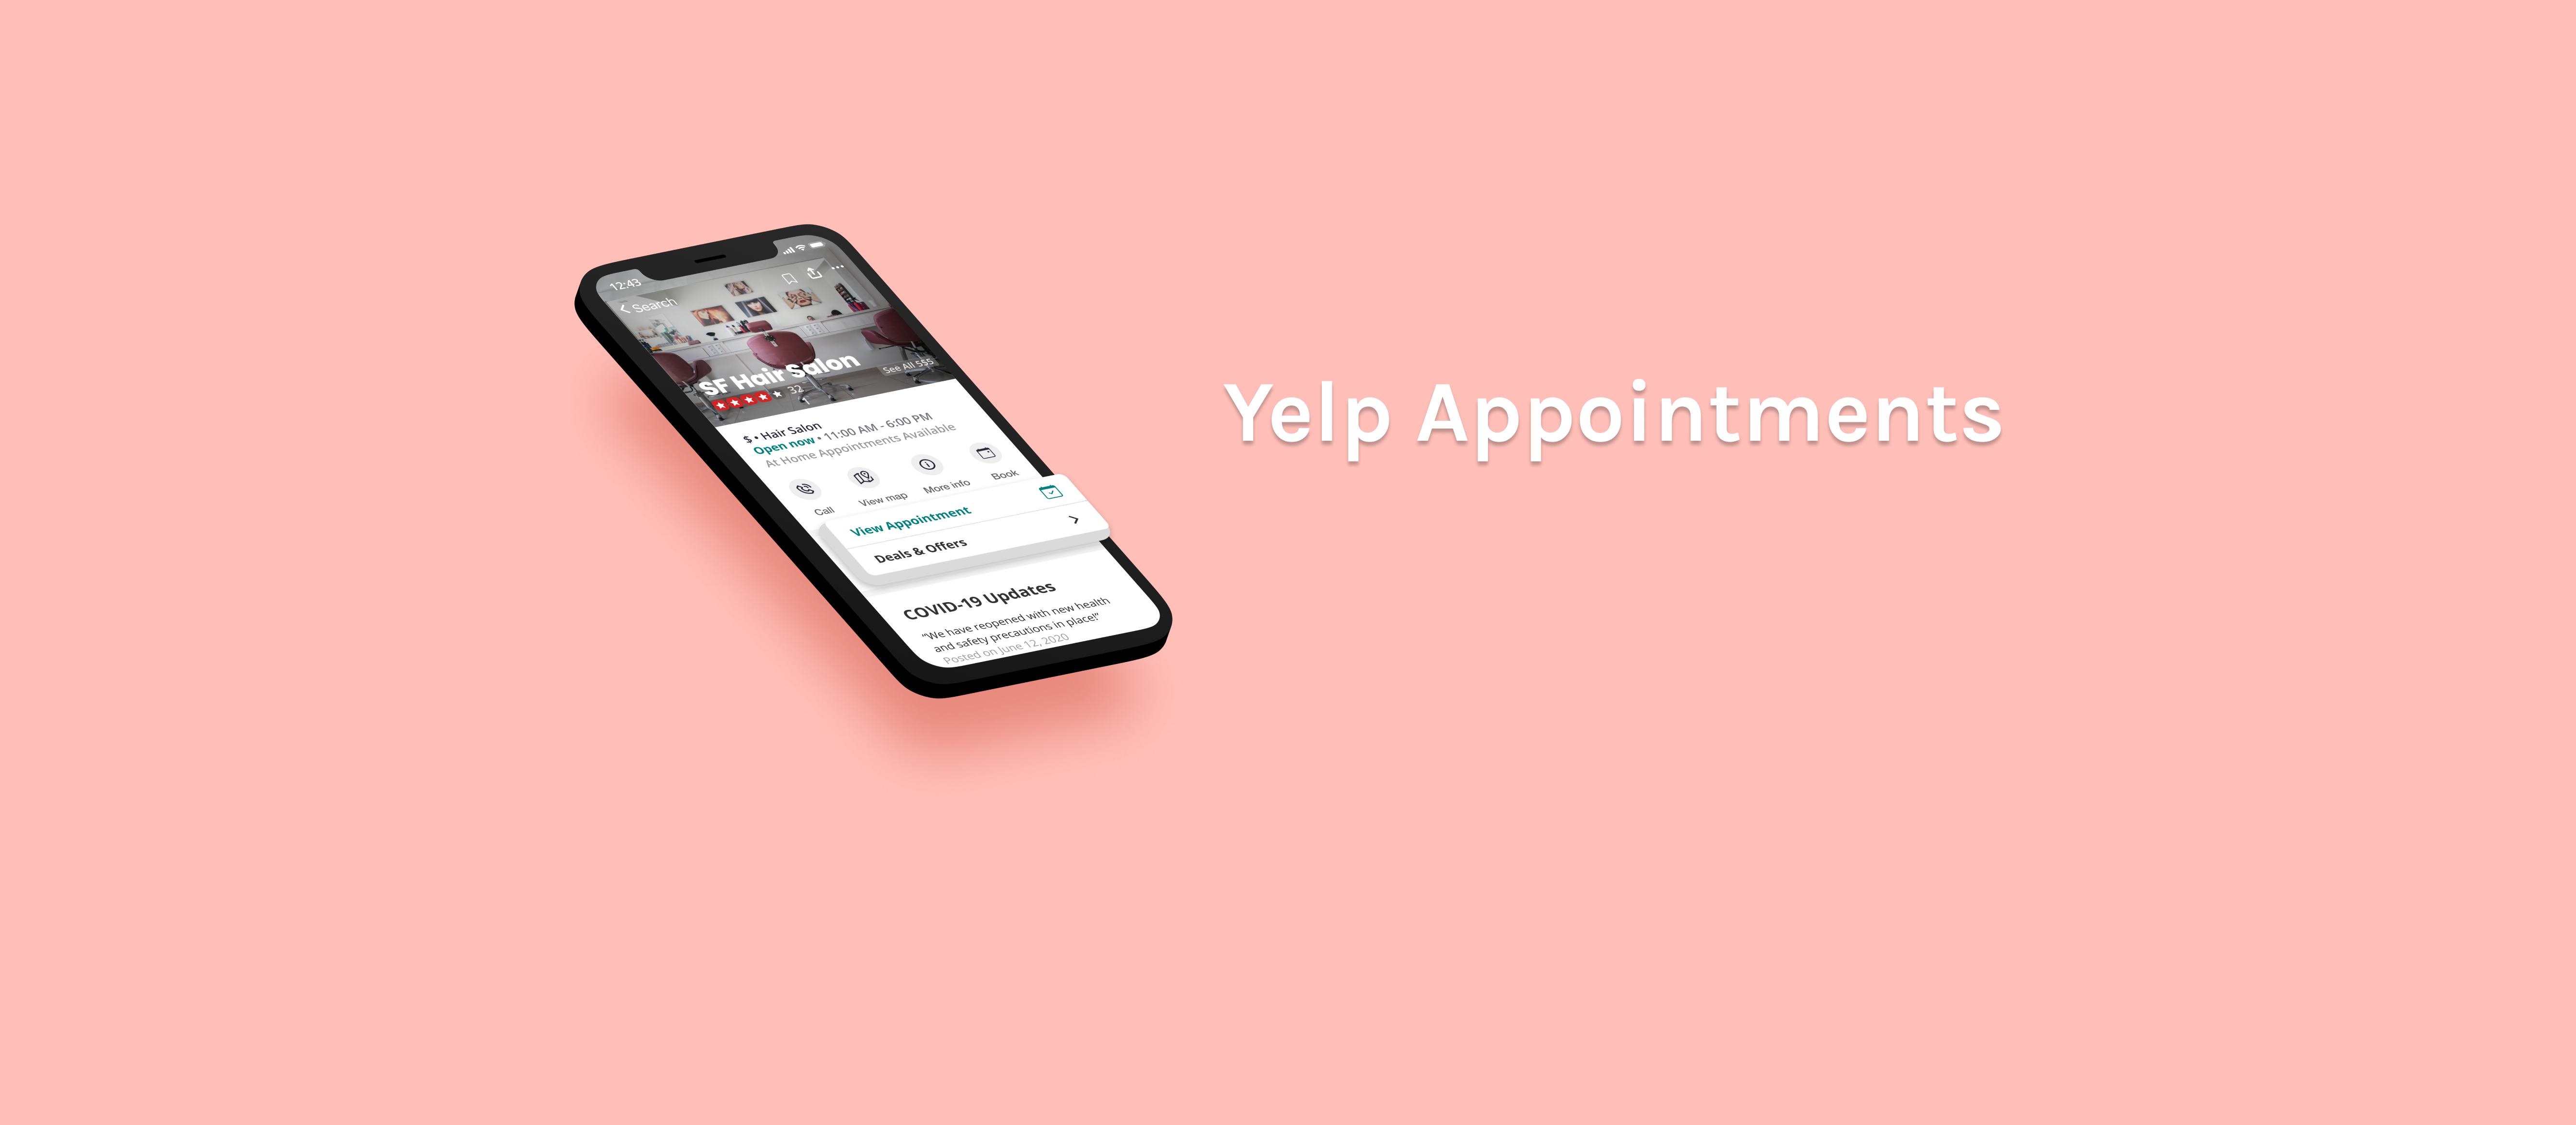 12:43
Search
SF Hair Salon
32
1
See All 555
$ • Hair Salon
Open now • 11:00 AM - 6:00 PM
At Home Appointments Available
Call
View map
More info
Book
View Appointment
Deals & Offers
COVID-19 Updates
"We have reopened with new health
and safety precautions in place!"
Posted on June 12, 2020
Yelp Appointments